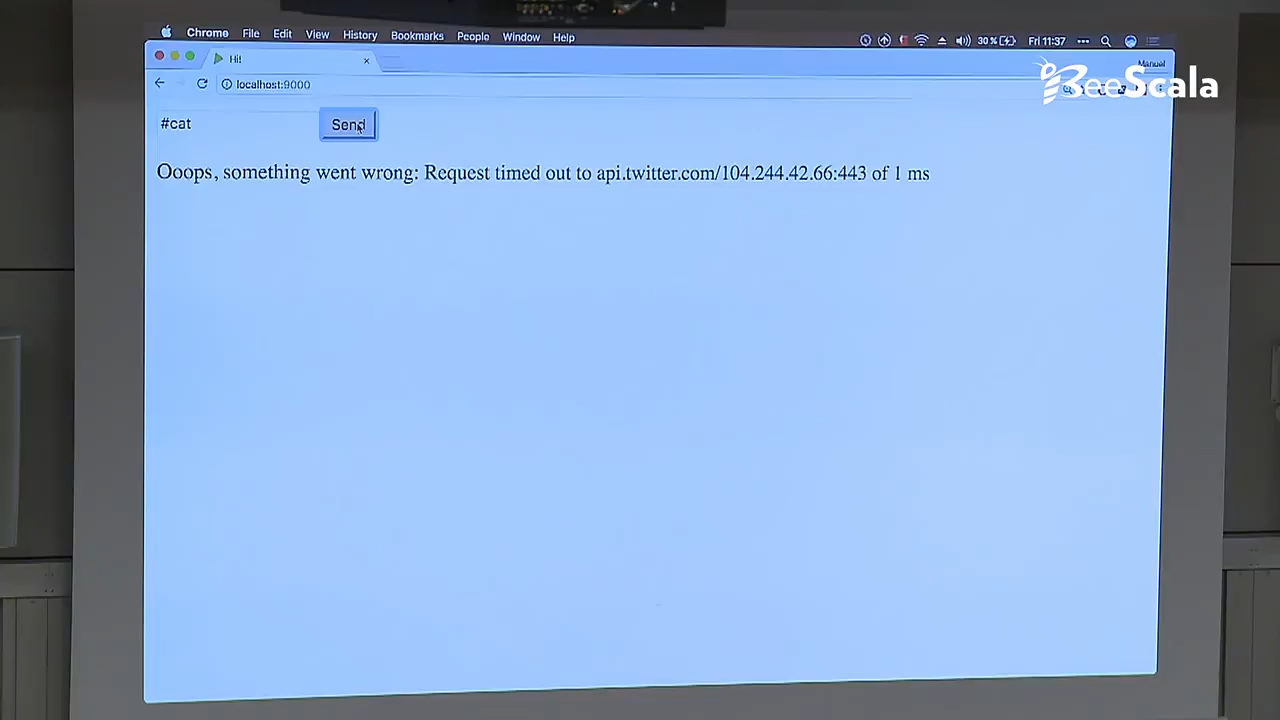 Chrome File Edit View History Bookmarks People Window Help 30% Fri 11:37
Hi!
Manuel
BeeScala
localhost:9000
#cat Send
Ooops, something went wrong: Request timed out to api.twitter.com/104.244.42.66:443 of 1 ms